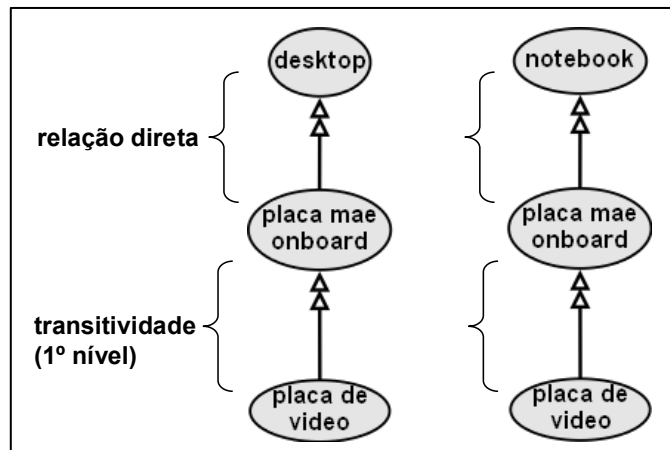 desktop
notebook
relação direta
placa mae
onboard
placa mae
onboard
transitividade
(1º nível)
placa de
video
placa de
video